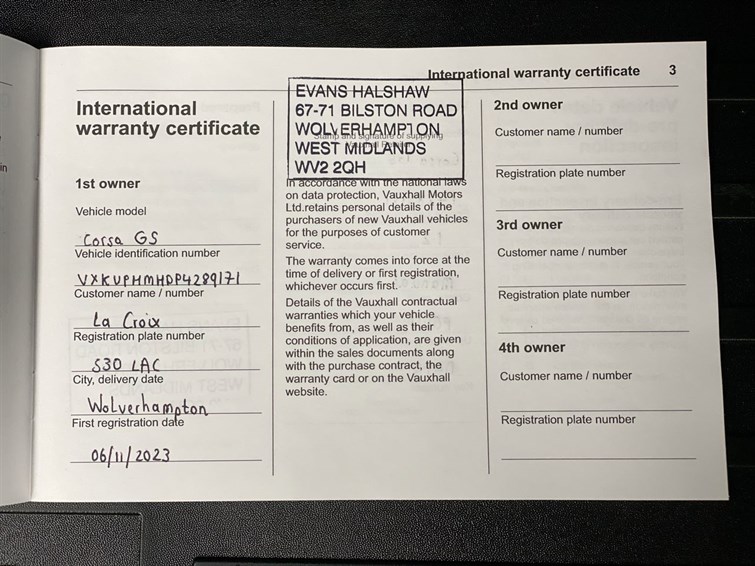 International warranty certificate 3
International
warranty certificate
1st owner
Vehicle model
Corsa GS
Vehicle identification number
VXKUPHMHDP4289171
Customer name / number
La Croix
Registration plate number
S30 LAC
City, delivery date
Wolverhampton
First regristration date
06/11/2023
EVANS HALSHAW
67-71 BILSTON ROAD
WOLVERHAMPTON
Stamp and signature of supplying
WEST MIDLANDS
WV2 2QH
In accordance with the national laws
on data protection, Vauxhall Motors
Ltd.retains personal details of the
purchasers of new Vauxhall vehicles
for the purposes of customer
service.
The warranty comes into force at the
time of delivery or first registration,
whichever occurs first.
Details of the Vauxhall contractual
warranties which your vehicle
benefits from, as well as their
conditions of application, are given
within the sales documents along
with the purchase contract, the
warranty card or on the Vauxhall
website.
2nd owner
Customer name / number
Registration plate number
3rd owner
Customer name / number
Registration plate number
4th owner
Customer name / number
Registration plate number